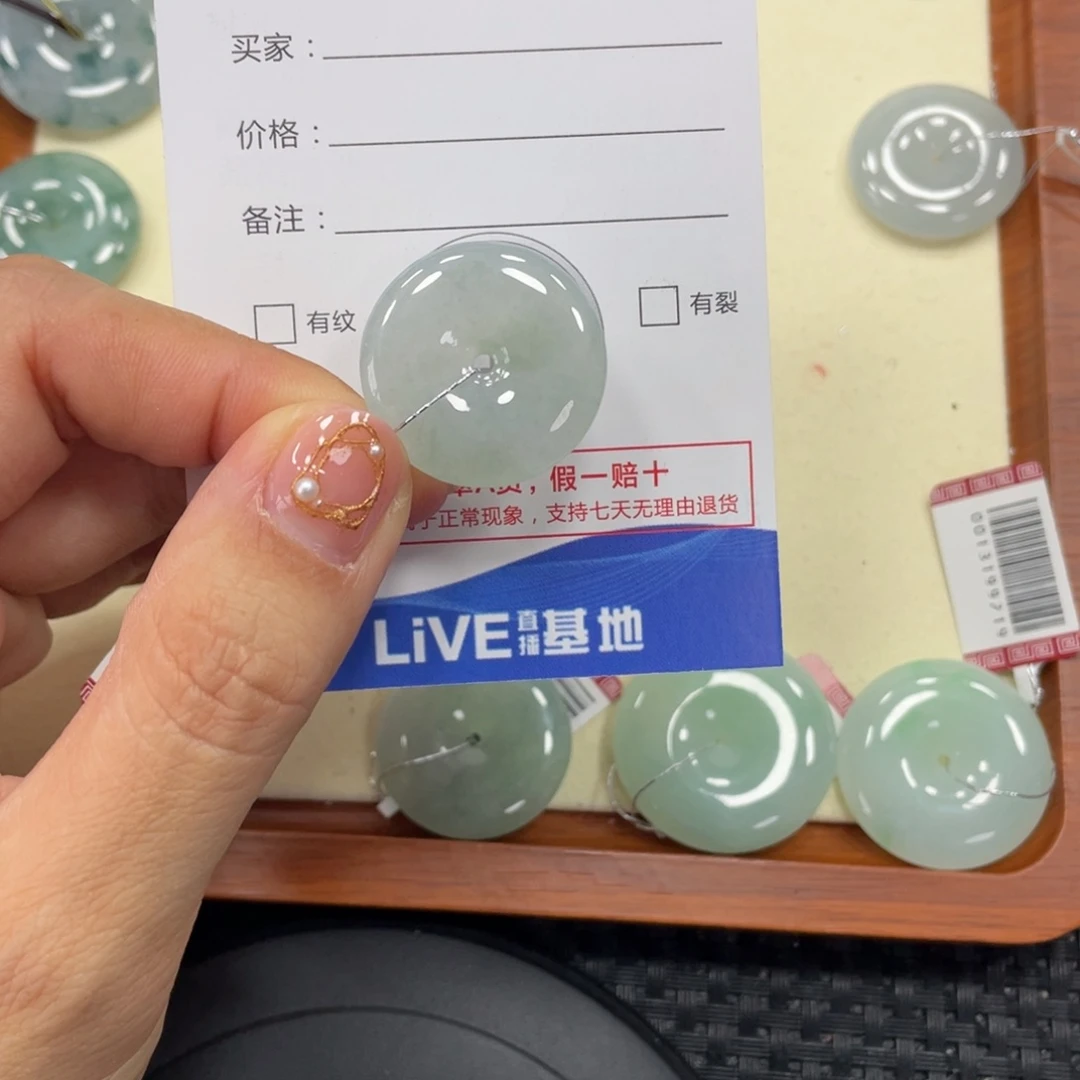 买家：
价格：
备注：
有纹
有裂
货，假一赔十
于正常现象，支持七天无理由退货
LiVE直播基地